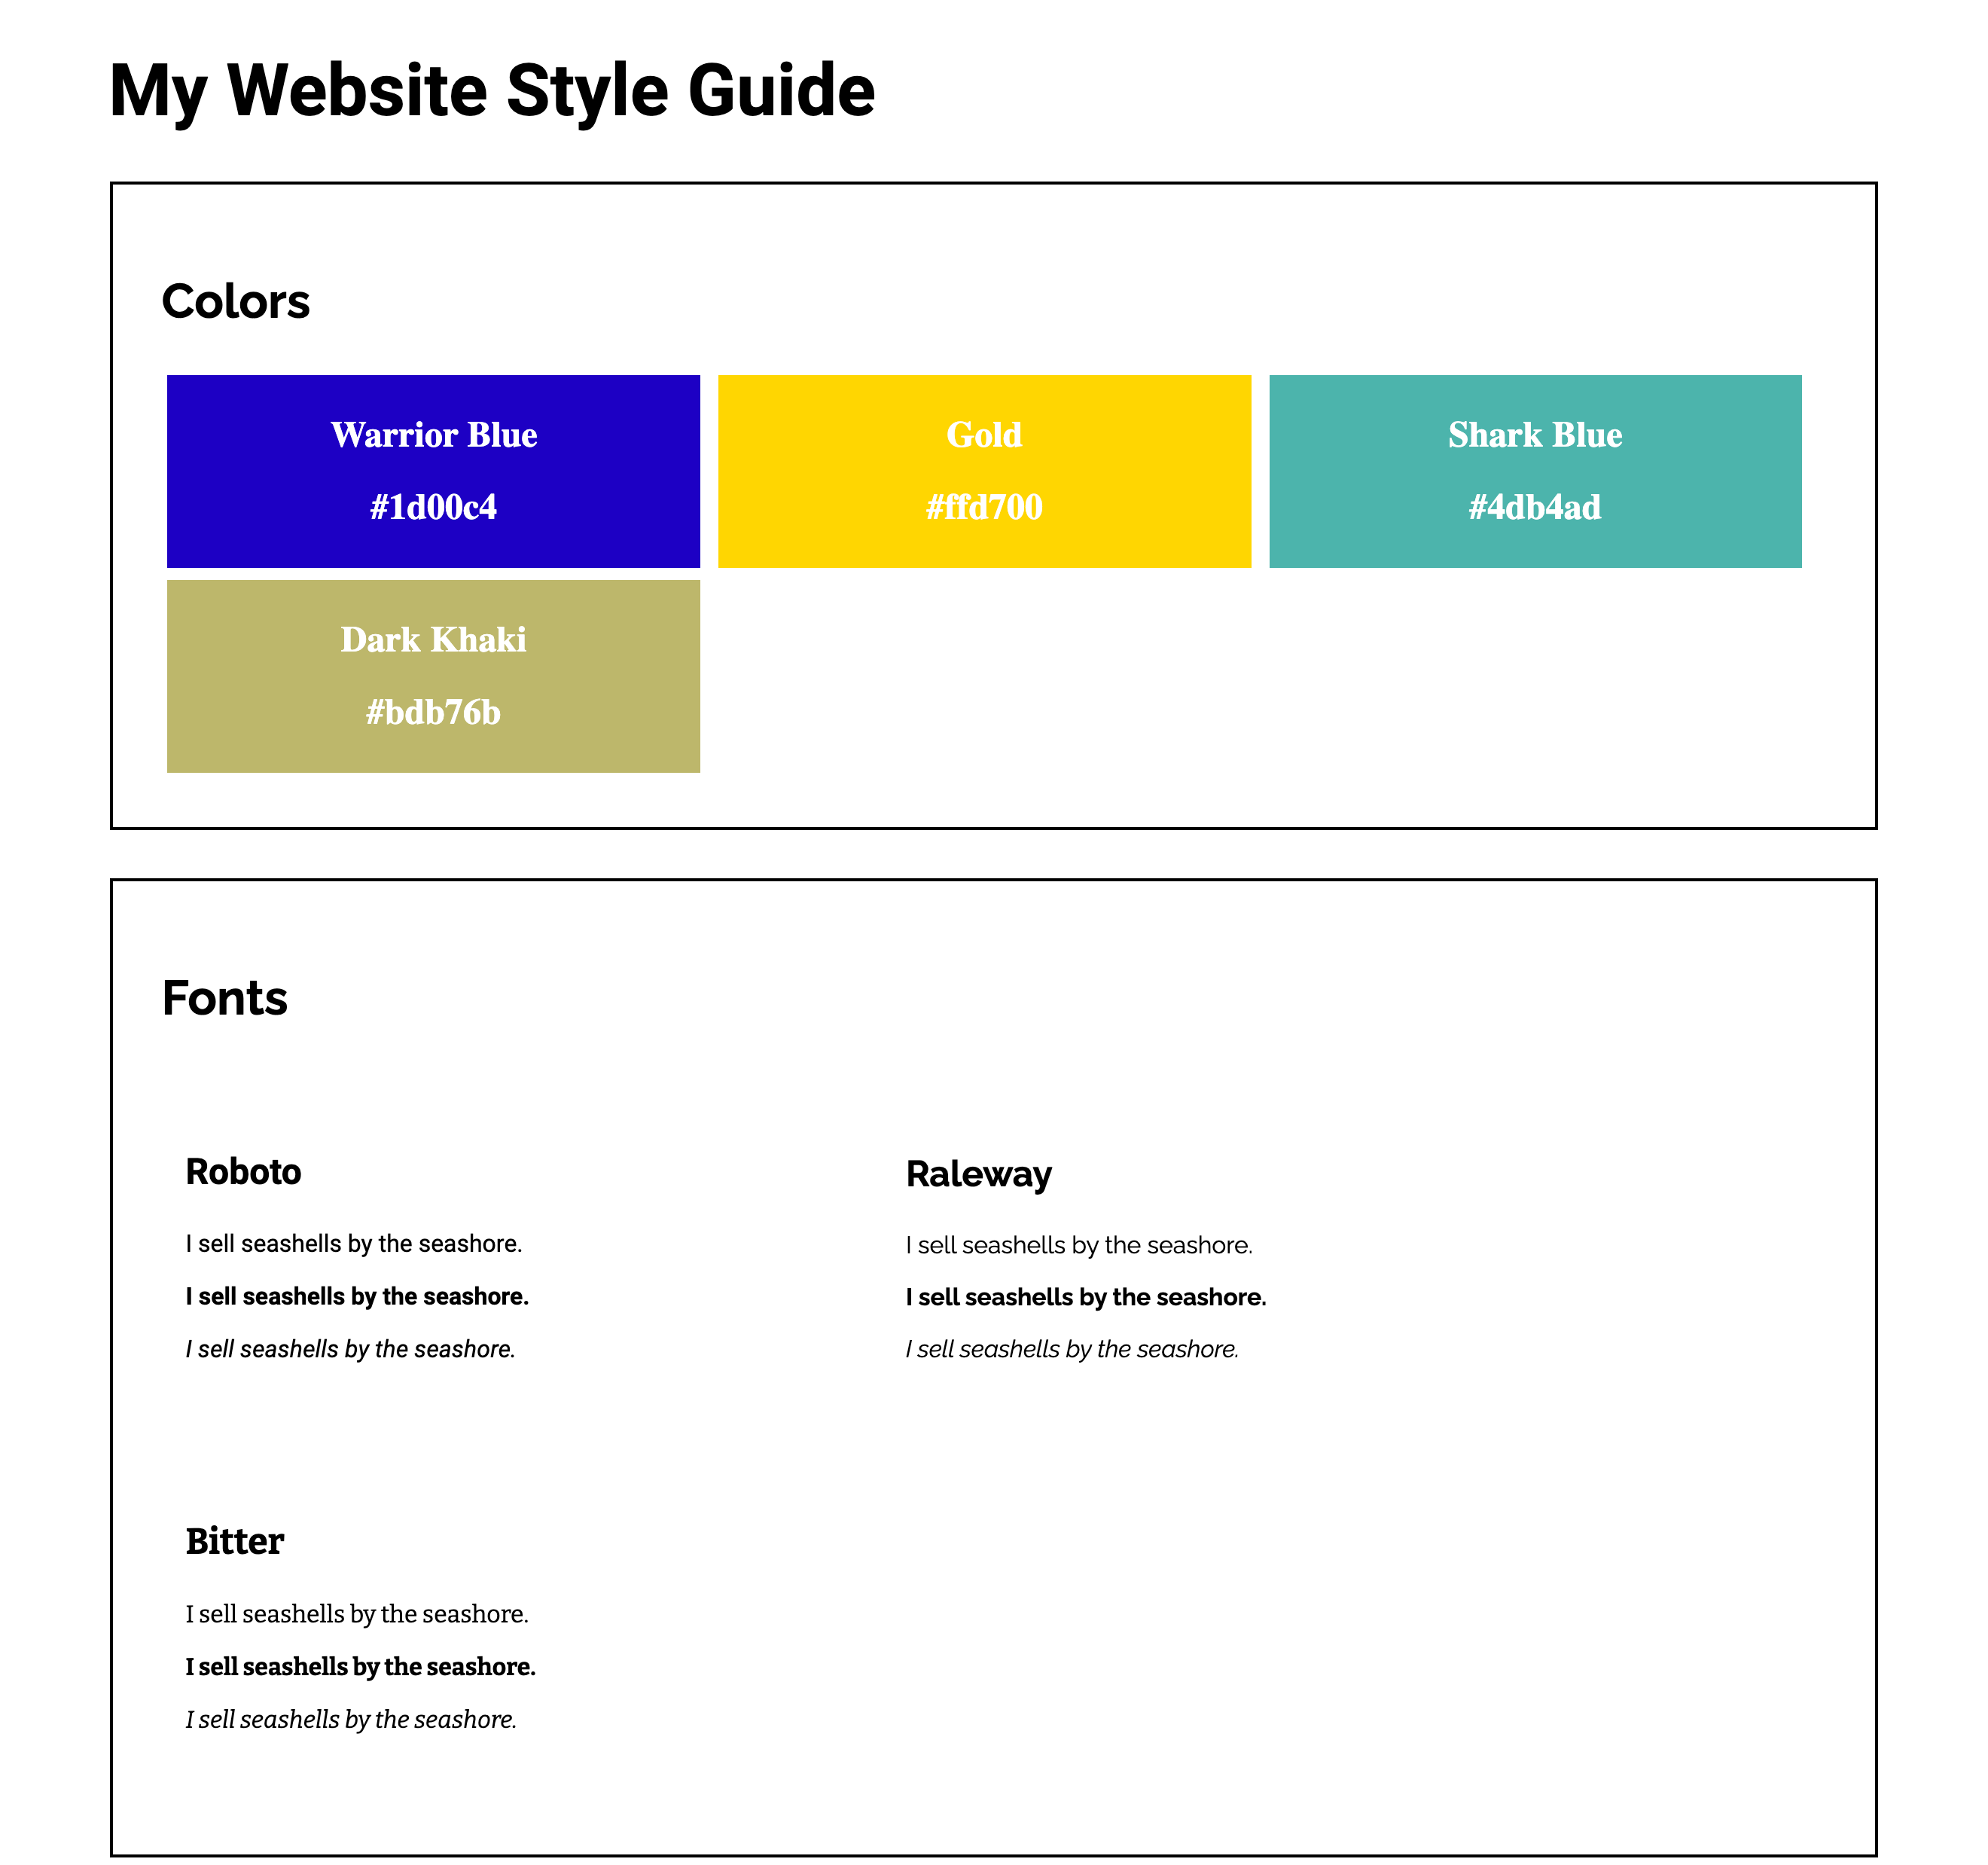 My Website Style Guide
Colors
Warrior Blue
#1d00c4
Gold
#ffd700
Shark Blue
#4db4ad
Dark Khaki
#bdb76b
Fonts
Roboto
I sell seashells by the seashore.
I sell seashells by the seashore.
I sell seashells by the seashore.
Raleway
I sell seashells by the seashore.
I sell seashells by the seashore.
I sell seashells by the seashore.
Bitter
I sell seashells by the seashore.
I sell seashells by the seashore.
I sell seashells by the seashore.